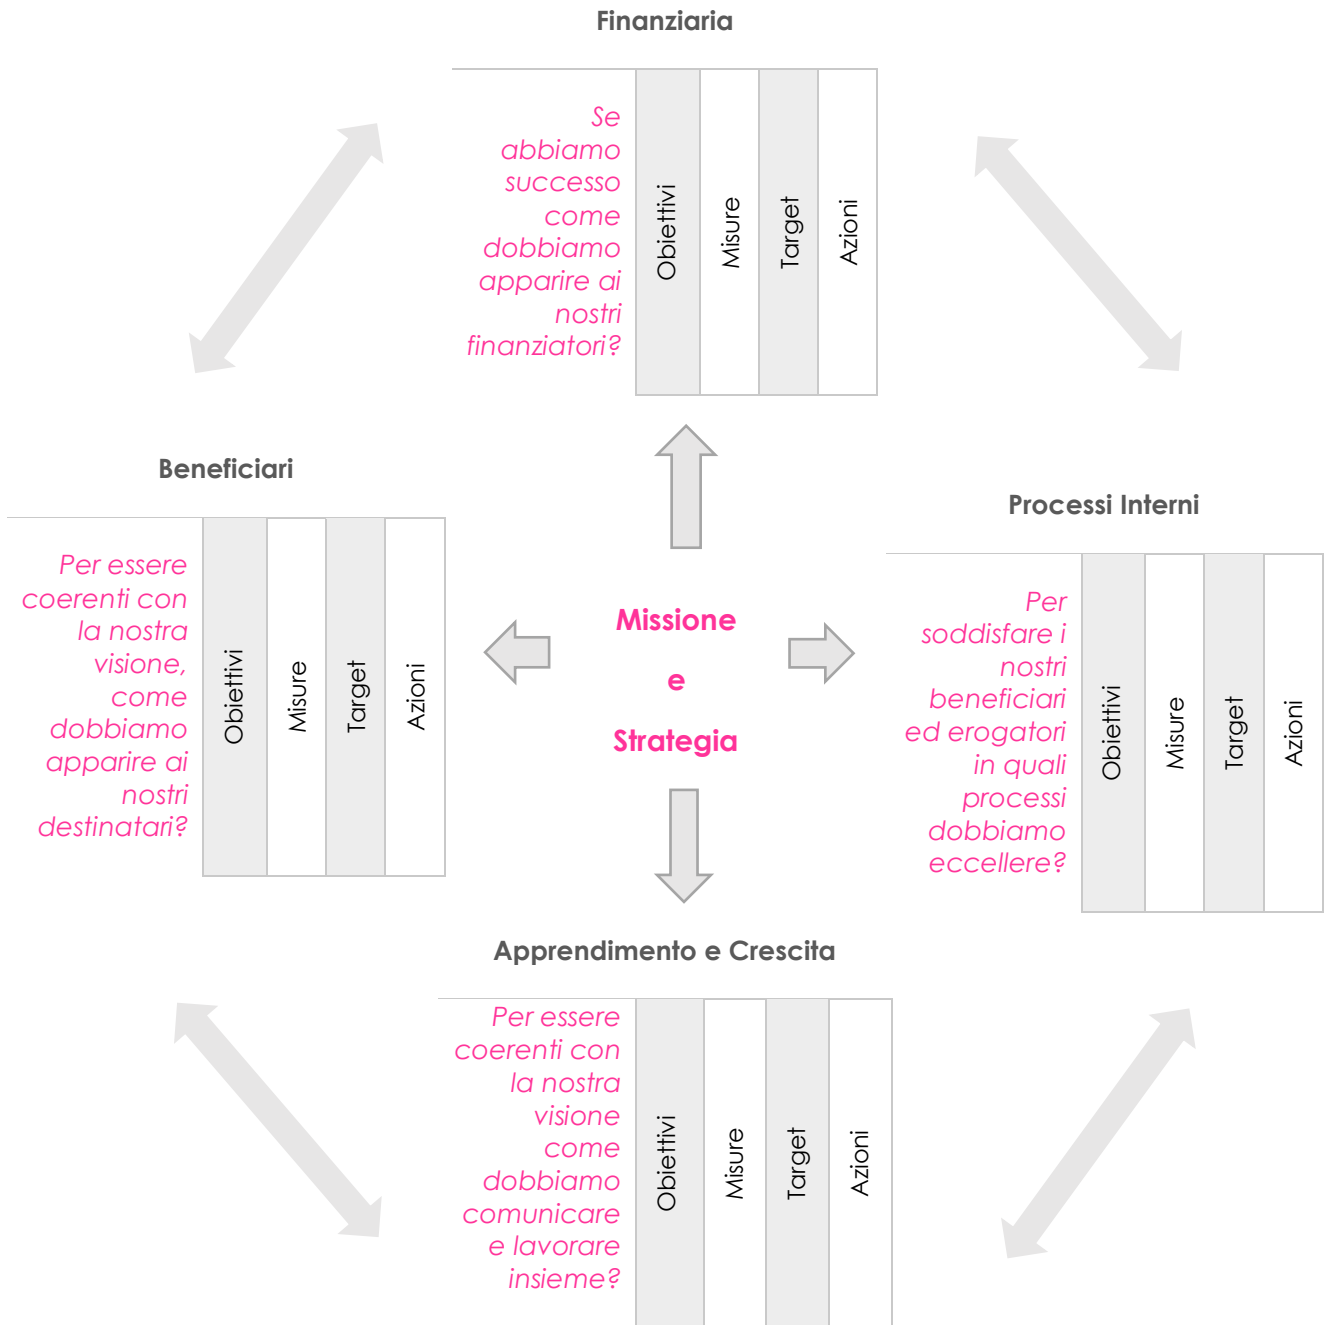 Finanziaria
Se
abbiamo
successo
come
dobbiamo
apparire ai
nostri
finanziatori?
Obiettivi
Misure
Target
Azioni
Beneficiari
Per essere
coerenti con
la nostra
visione,
come
dobbiamo
apparire ai
nostri
destinatari?
Obiettivi
Misure
Target
Azioni
Missione
e
Strategia
Processi Interni
Per
soddisfare i
nostri
beneficiari
ed erogatori
in quali
processi
dobbiamo
eccellere?
Obiettivi
Misure
Target
Azioni
Apprendimento e Crescita
Per essere
coerenti con
la nostra
visione
come
dobbiamo
comunicare
e lavorare
insieme?
Obiettivi
Misure
Target
Azioni